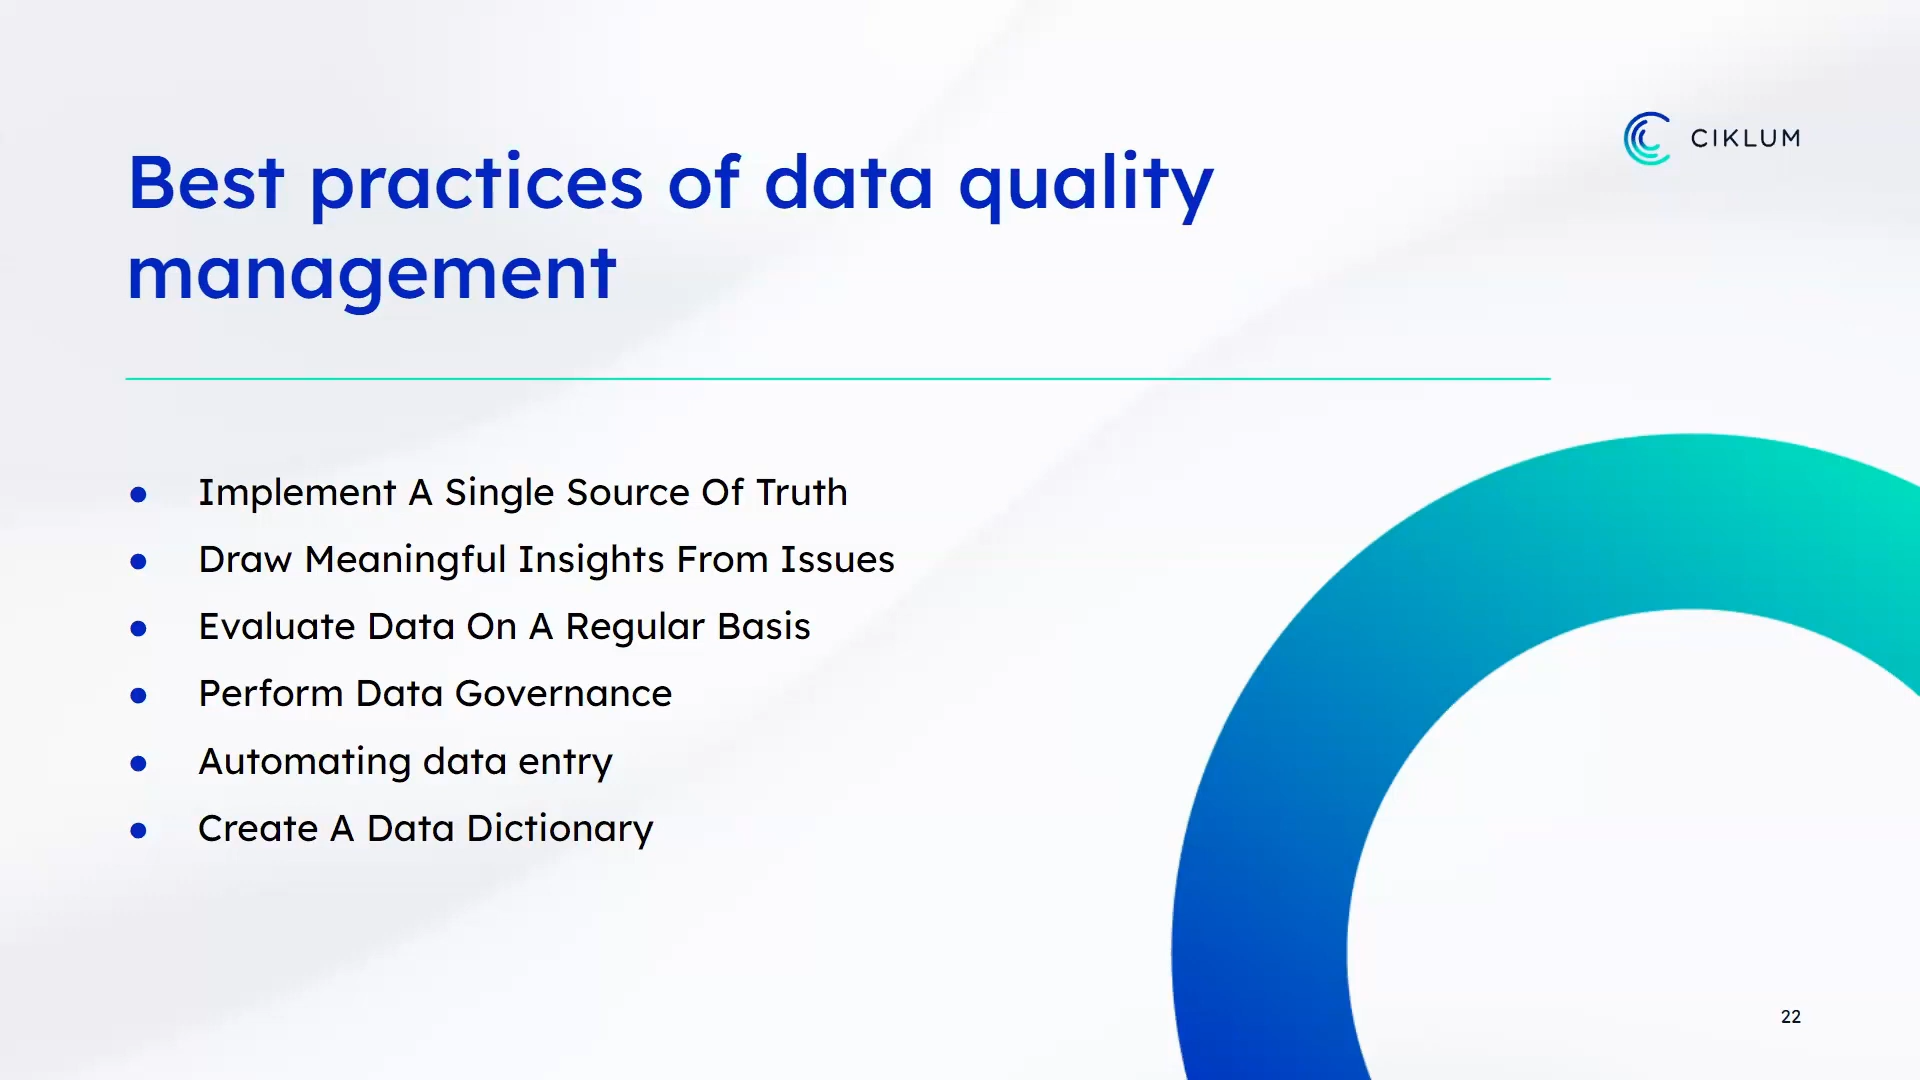 CIKLUM
Best practices of data quality
management
● Implement A Single Source Of Truth
● Draw Meaningful Insights From Issues
● Evaluate Data On A Regular Basis
● Perform Data Governance
● Automating data entry
● Create A Data Dictionary
22